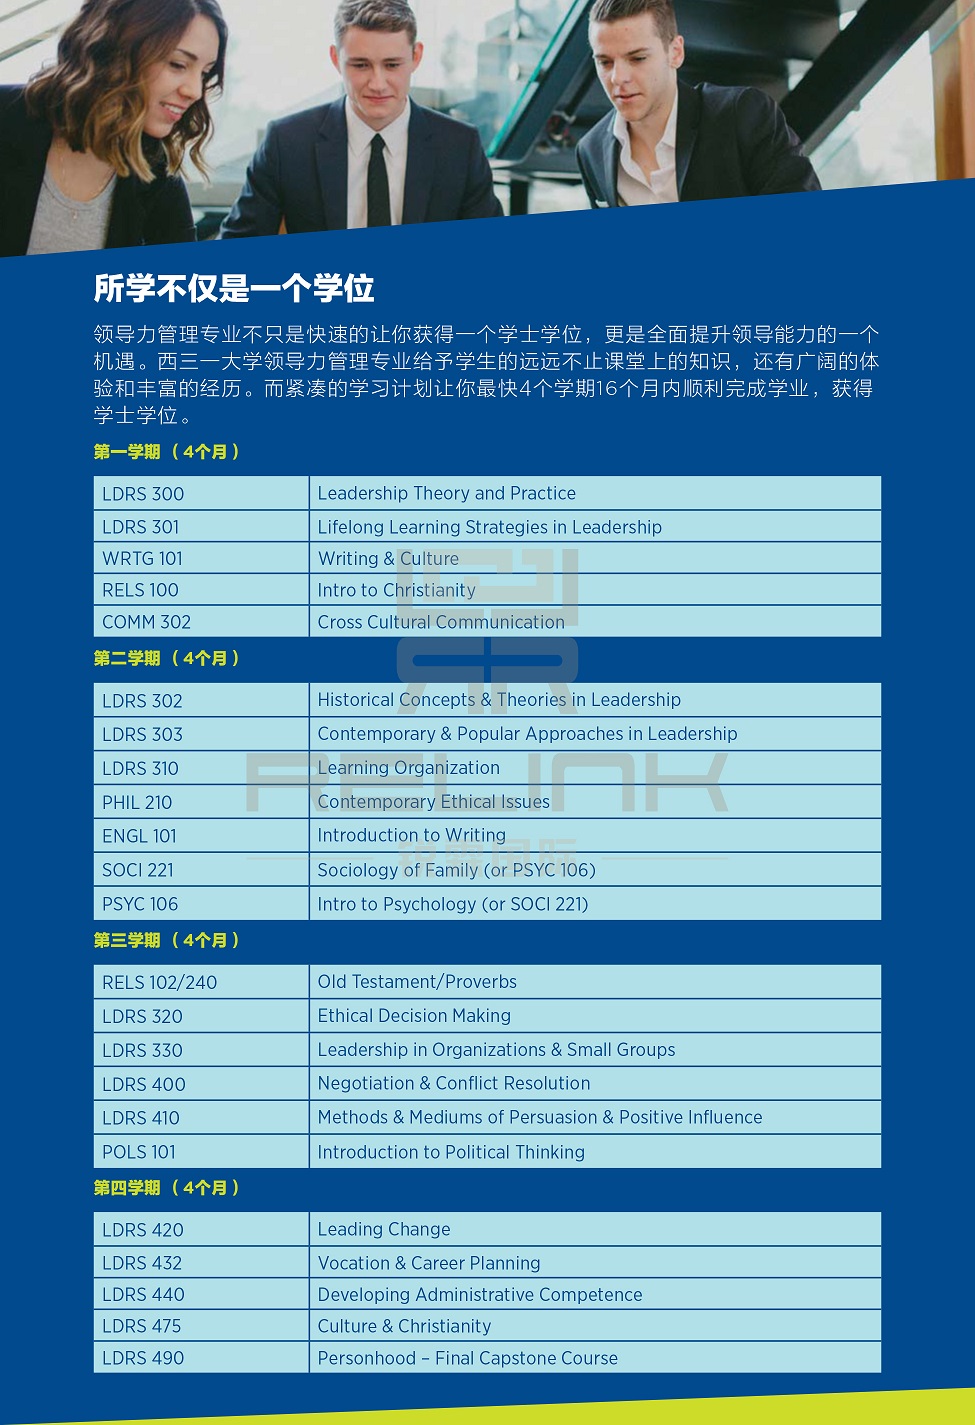 所学不仅是一个学位
领导力管理专业不只是快速的让你获得一个学士学位，更是全面提升领导能力的一个
机遇。西三一大学领导力管理专业给予学生的远远不止课堂上的知识，还有广阔的体
验和丰富的经历。而紧凑的学习计划让你最快4个学期16个月内顺利完成学业，获得
学士学位。
第一学期（4个月）
LDRS 300 Leadership Theory and Practice
LDRS 301 Lifelong Learning Strategies in Leadership
WRTG 101 Writing & Culture
RELS 100 Intro to Christianity
COMM 302 Cross Cultural Communication
第二学期（4个月）
LDRS 302 Historical Concepts & Theories in Leadership
LDRS 303 Contemporary & Popular Approaches in Leadership
LDRS 310 Learning Organization
RELINK
PHIL 210 Contemporary Ethical Issues
ENGL 101 Introduction to Writing
SOCI 221 Sociology of Family (or PSYC 106)
PSYC 106 Intro to Psychology (or SOCI 221)
第三学期（4个月）
RELS 102/240 Old Testament/Proverbs
LDRS 320 Ethical Decision Making
LDRS 330 Leadership in Organizations & Small Groups
LDRS 400 Negotiation & Conflict Resolution
LDRS 410 Methods & Mediums of Persuasion & Positive Influence
POLS 101 Introduction to Political Thinking
第四学期（4个月）
LDRS 420 Leading Change
LDRS 432 Vocation & Career Planning
LDRS 440 Developing Administrative Competence
LDRS 475 Culture & Christianity
LDRS 490 Personhood – Final Capstone Course